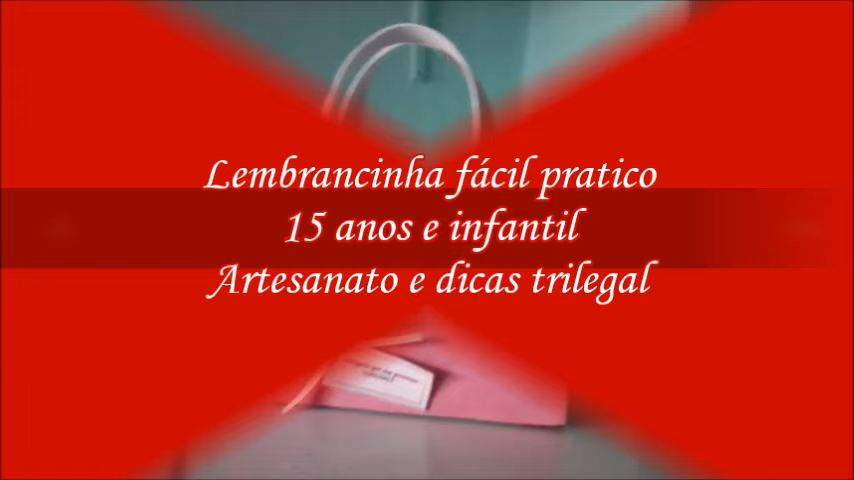 Lembrancinha fácil pratico
15 anos e infantil
Artesanato e dicas trilegal